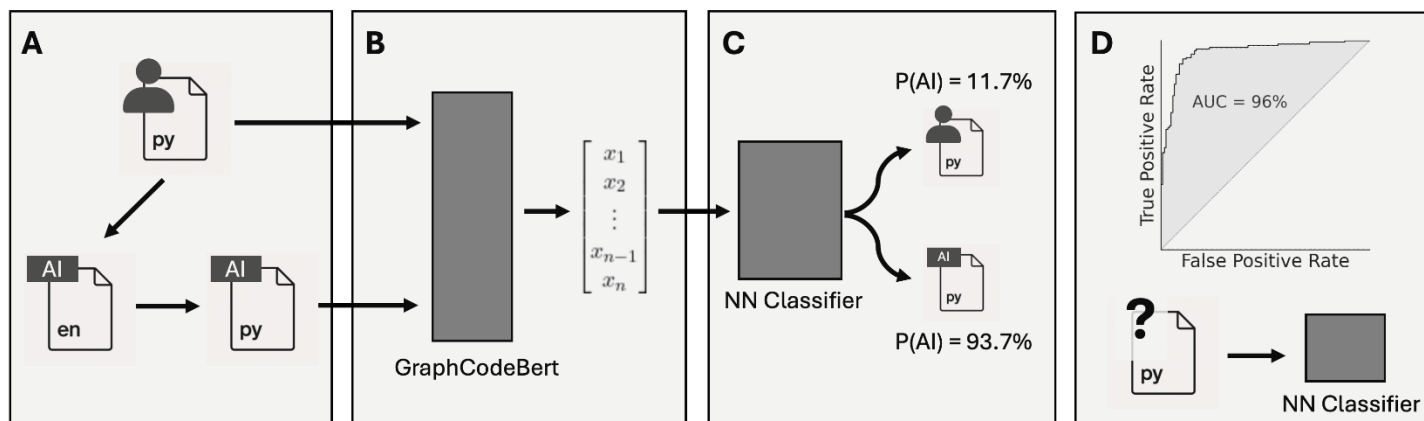 A
py
AI
en
AI
py
B
GraphCodeBert
x₁
x₂
⋮
xₙ₋₁
xₙ
C
NN Classifier
P(AI) = 11.7%
py
AI
py
P(AI) = 93.7%
D
True Positive Rate
AUC = 96%
False Positive Rate
?
py
NN Classifier